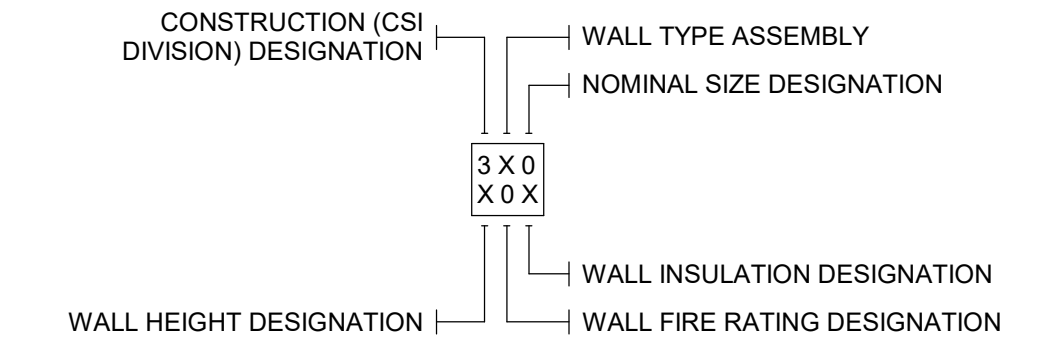 CONSTRUCTION (CSI
DIVISION) DESIGNATION
WALL TYPE ASSEMBLY
NOMINAL SIZE DESIGNATION
3 X 0
X 0 X
WALL INSULATION DESIGNATION
WALL HEIGHT DESIGNATION
WALL FIRE RATING DESIGNATION